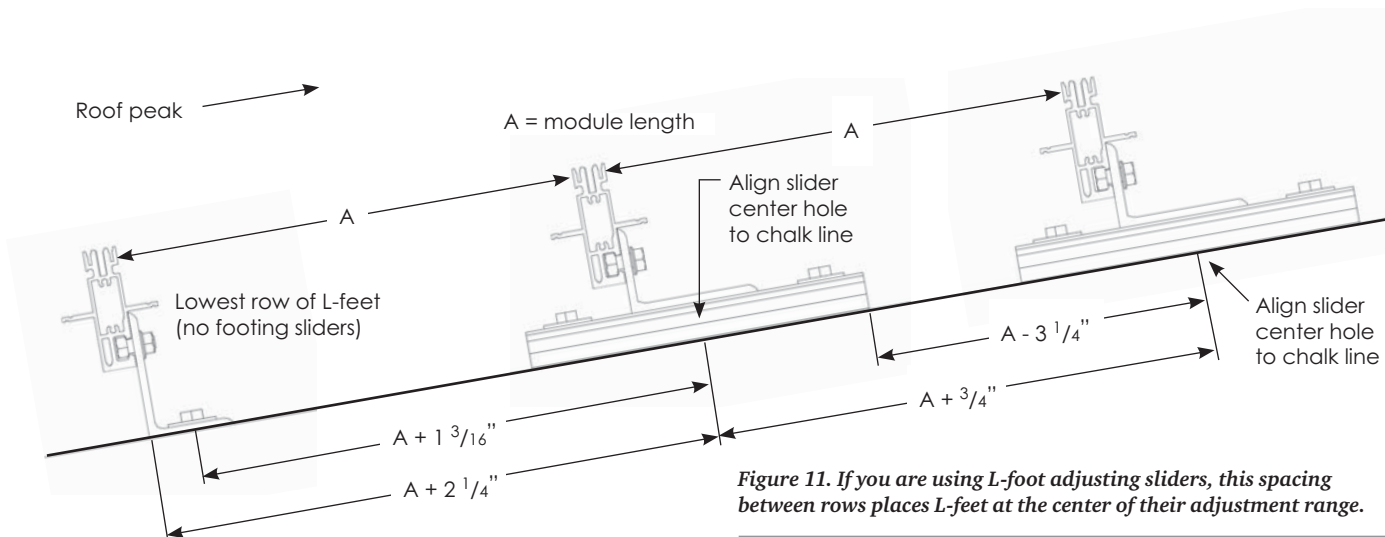 Roof peak
A = module length
A
A
Align slider
center hole
to chalk line
Lowest row of L-feet
(no footing sliders)
A - 3 1/4”
Align slider
center hole
to chalk line
A + 3/4”
A + 1 3/16”
A + 2 1/4”
Figure 11. If you are using L-foot adjusting sliders, this spacing
between rows places L-feet at the center of their adjustment range.